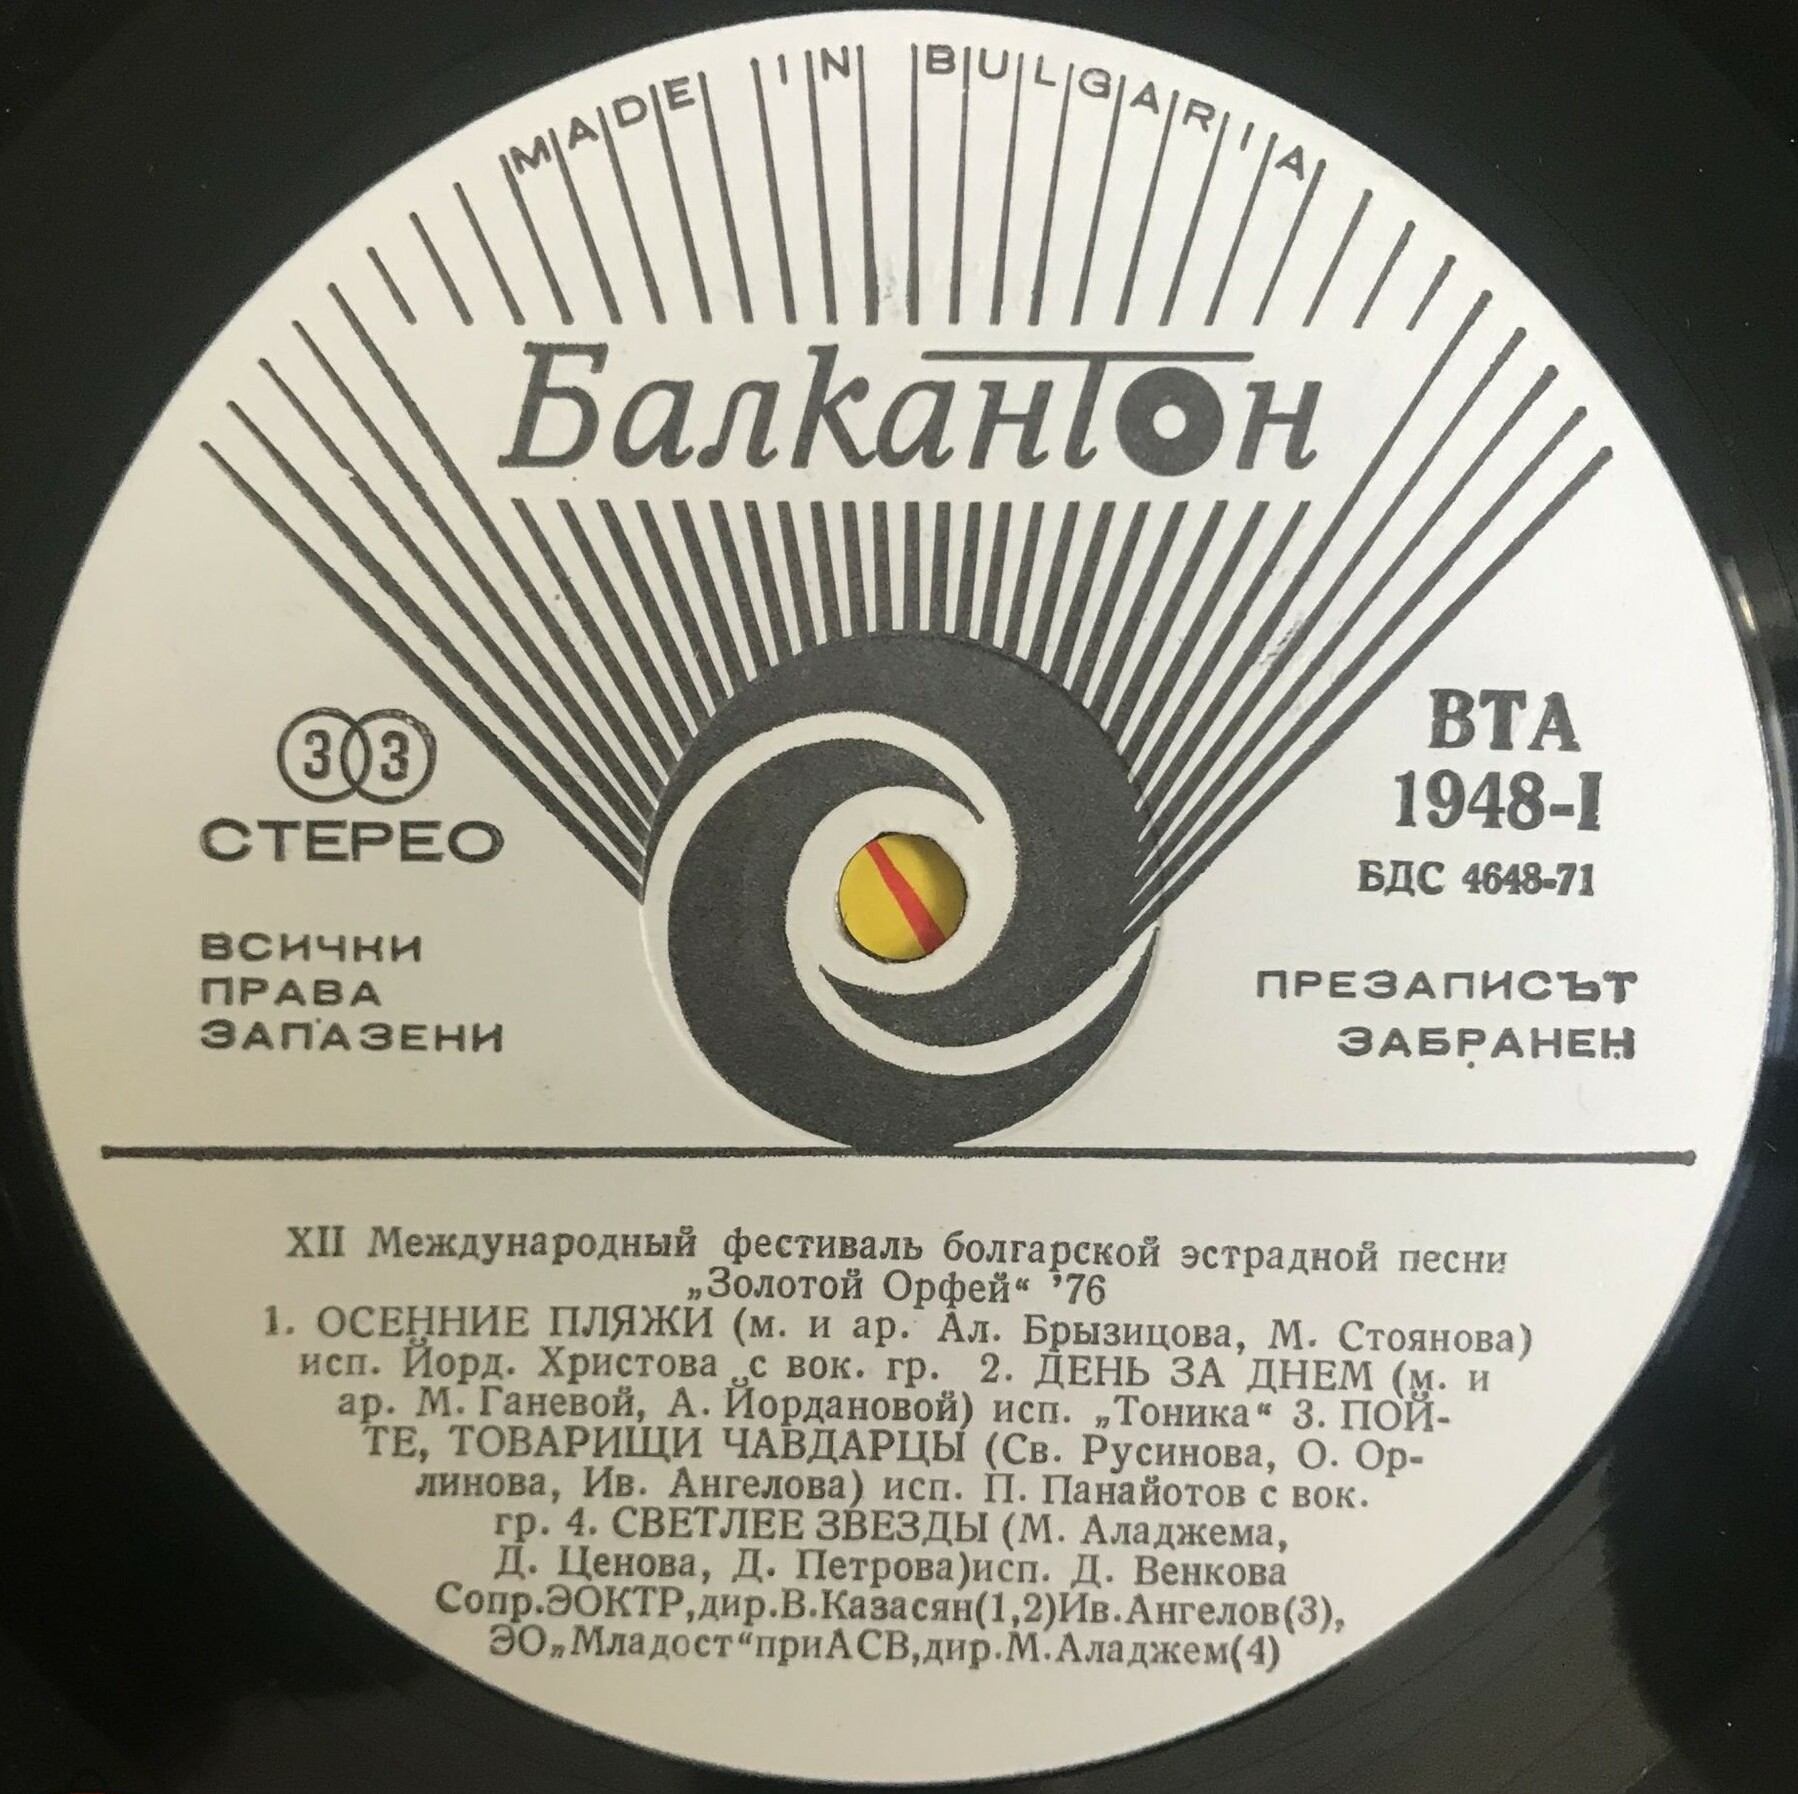 MADE IN BULGARIA
Балкантон
33
СТЕРЕО
ВСИЧКИ
ПРАВА
ЗАПАЗЕНИ
ВТА
1948-I
БДС 4648-71
ПРЕЗАПИСЪТ
ЗАБРАНЕН
XII Международный фестиваль болгарской эстрадной песни
„Золотой Орфей“ ’76
1. ОСЕННИЕ ПЛЯЖИ (м. и ар. Ал. Брызицова, М. Стоянова)
исп. Йорд. Христова с вок. гр. 2. ДЕНЬ ЗА ДНЕМ (м. и
ар. М. Ганевой, А. Йордановой) исп. „Тоника“ 3. ПОЙ-
ТЕ, ТОВАРИЩИ ЧАВДАРЦЫ (Св. Русинова, О. Ор-
линова, Ив. Ангелова) исп. П. Панайотов с вок.
гр. 4. СВЕТЛЕЕ ЗВЕЗДЫ (М. Аладжема,
Д. Ценова, Д. Петрова)исп. Д. Венкова
Сопр.ЭОКТР,дир.В.Казасян(1,2)Ив.Ангелов(3),
ЭО„Младост“приАСВ,дир.М.Аладжем(4)